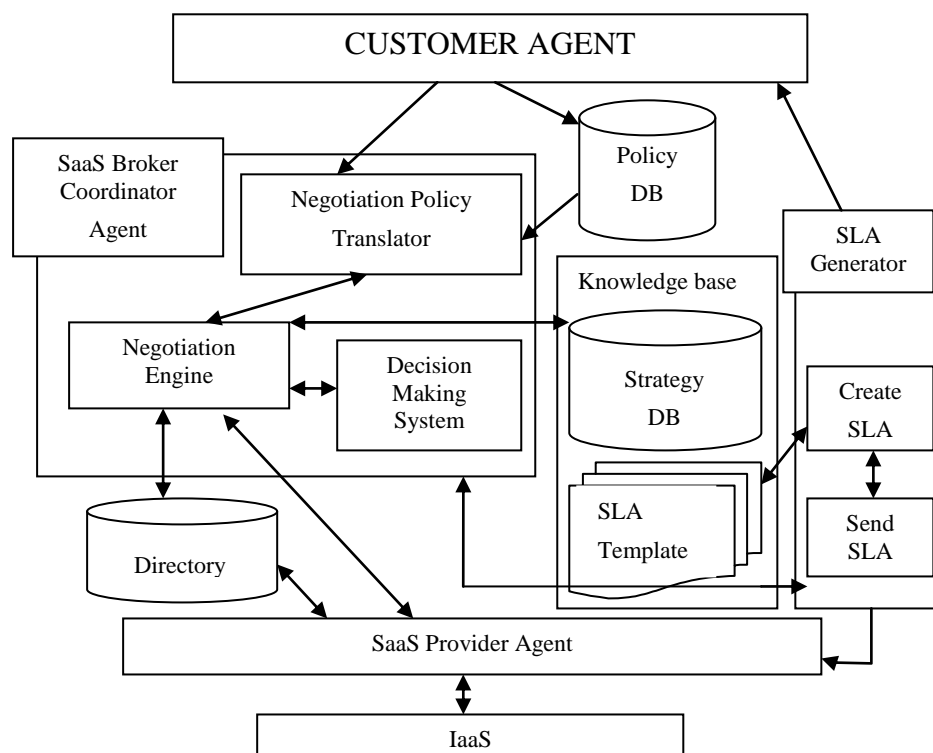 CUSTOMER AGENT
SaaS Broker
Coordinator
Agent
Negotiation Policy
Translator
Policy
DB
SLA
Generator
Knowledge base
Negotiation
Engine
Decision
Making
System
Strategy
DB
Create
SLA
SLA
Template
Send
SLA
Directory
SaaS Provider Agent
IaaS